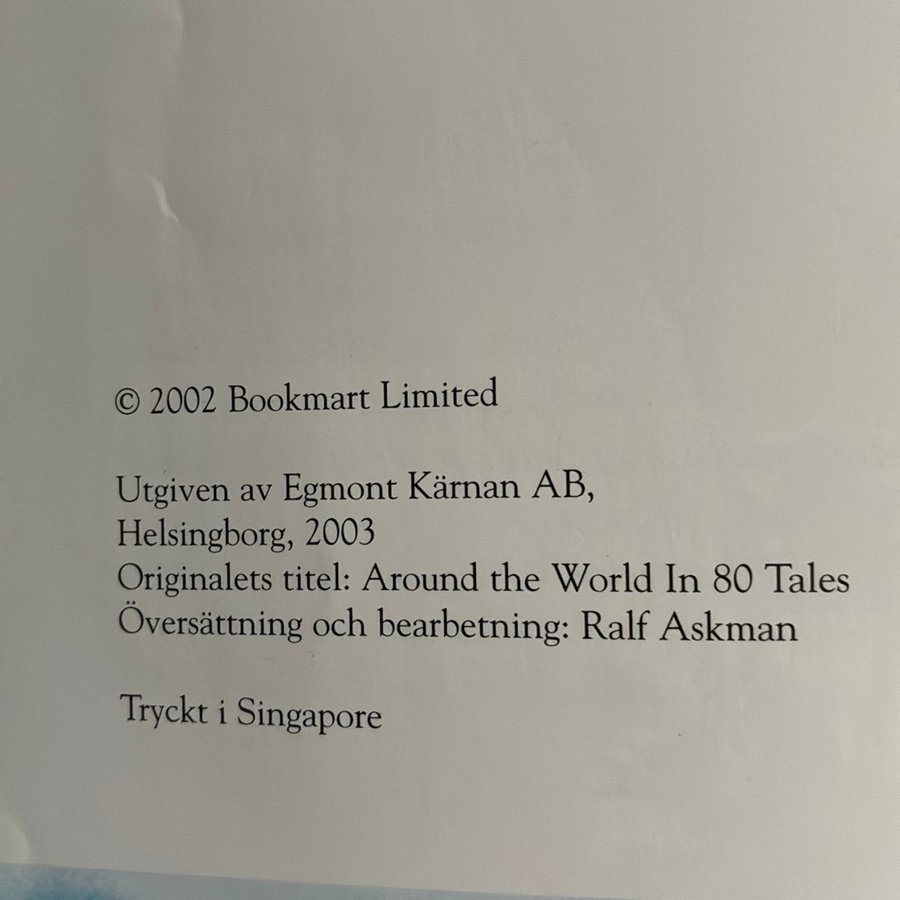 © 2002 Bookmart Limited
Utgiven av Egmont Kärnan AB,
Helsingborg, 2003
Originalets titel: Around the World In 80 Tales
Översättning och bearbetning: Ralf Askman
Tryckt i Singapore